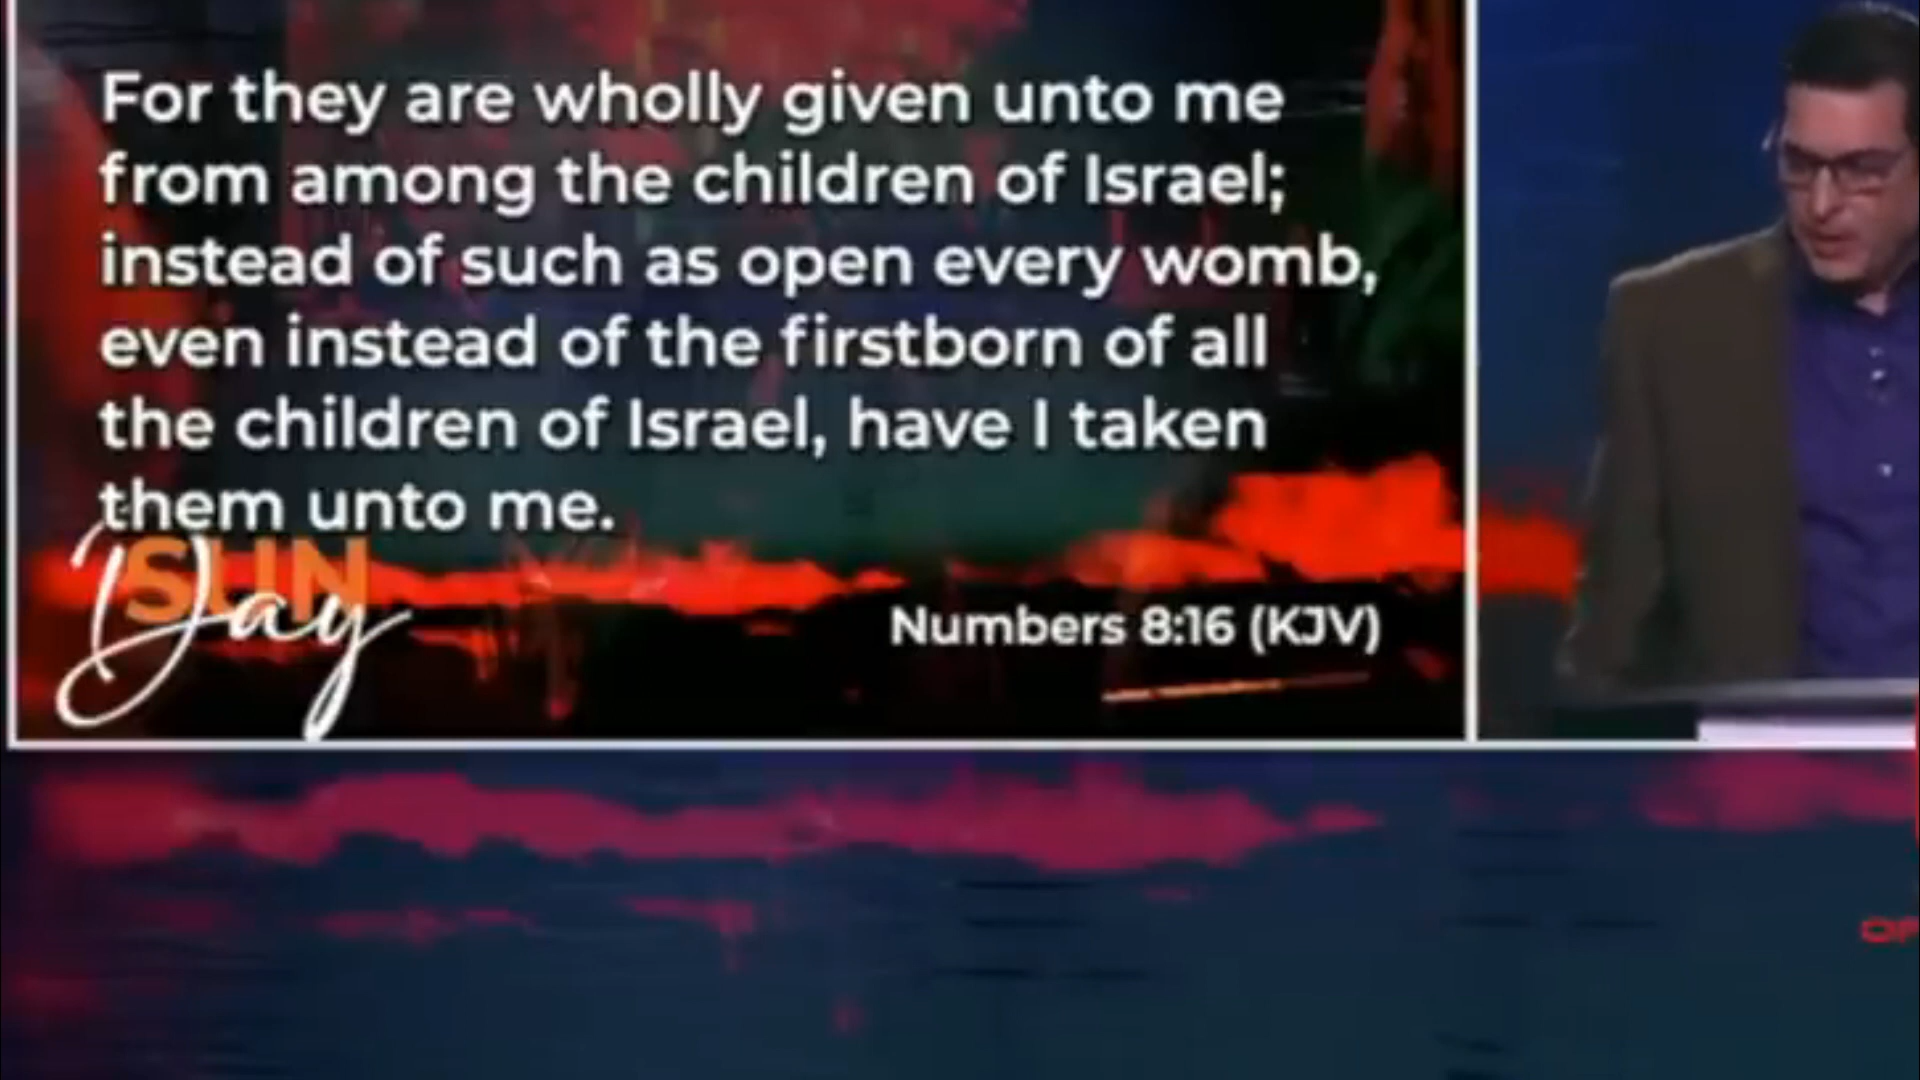 For they are wholly given unto me
from among the children of Israel;
instead of such as open every womb,
even instead of the firstborn of all
the children of Israel, have I taken
them unto me.
SUN
Day
Numbers 8:16 (KJV)